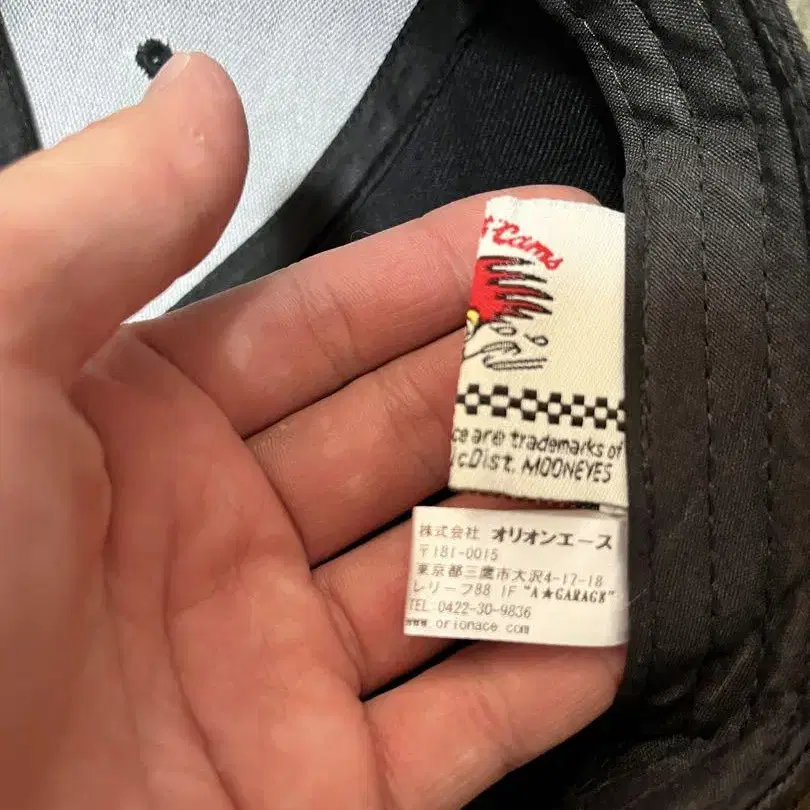 Cams
are trademarks of
Dist. MOONEYES
株式会社 オリオンエース
〒181-0015
東京都三鷹市大沢4-17-18
レリーフ88 1F "A★GARAGE"
TEL:0422-30-9836
www.orionace.com